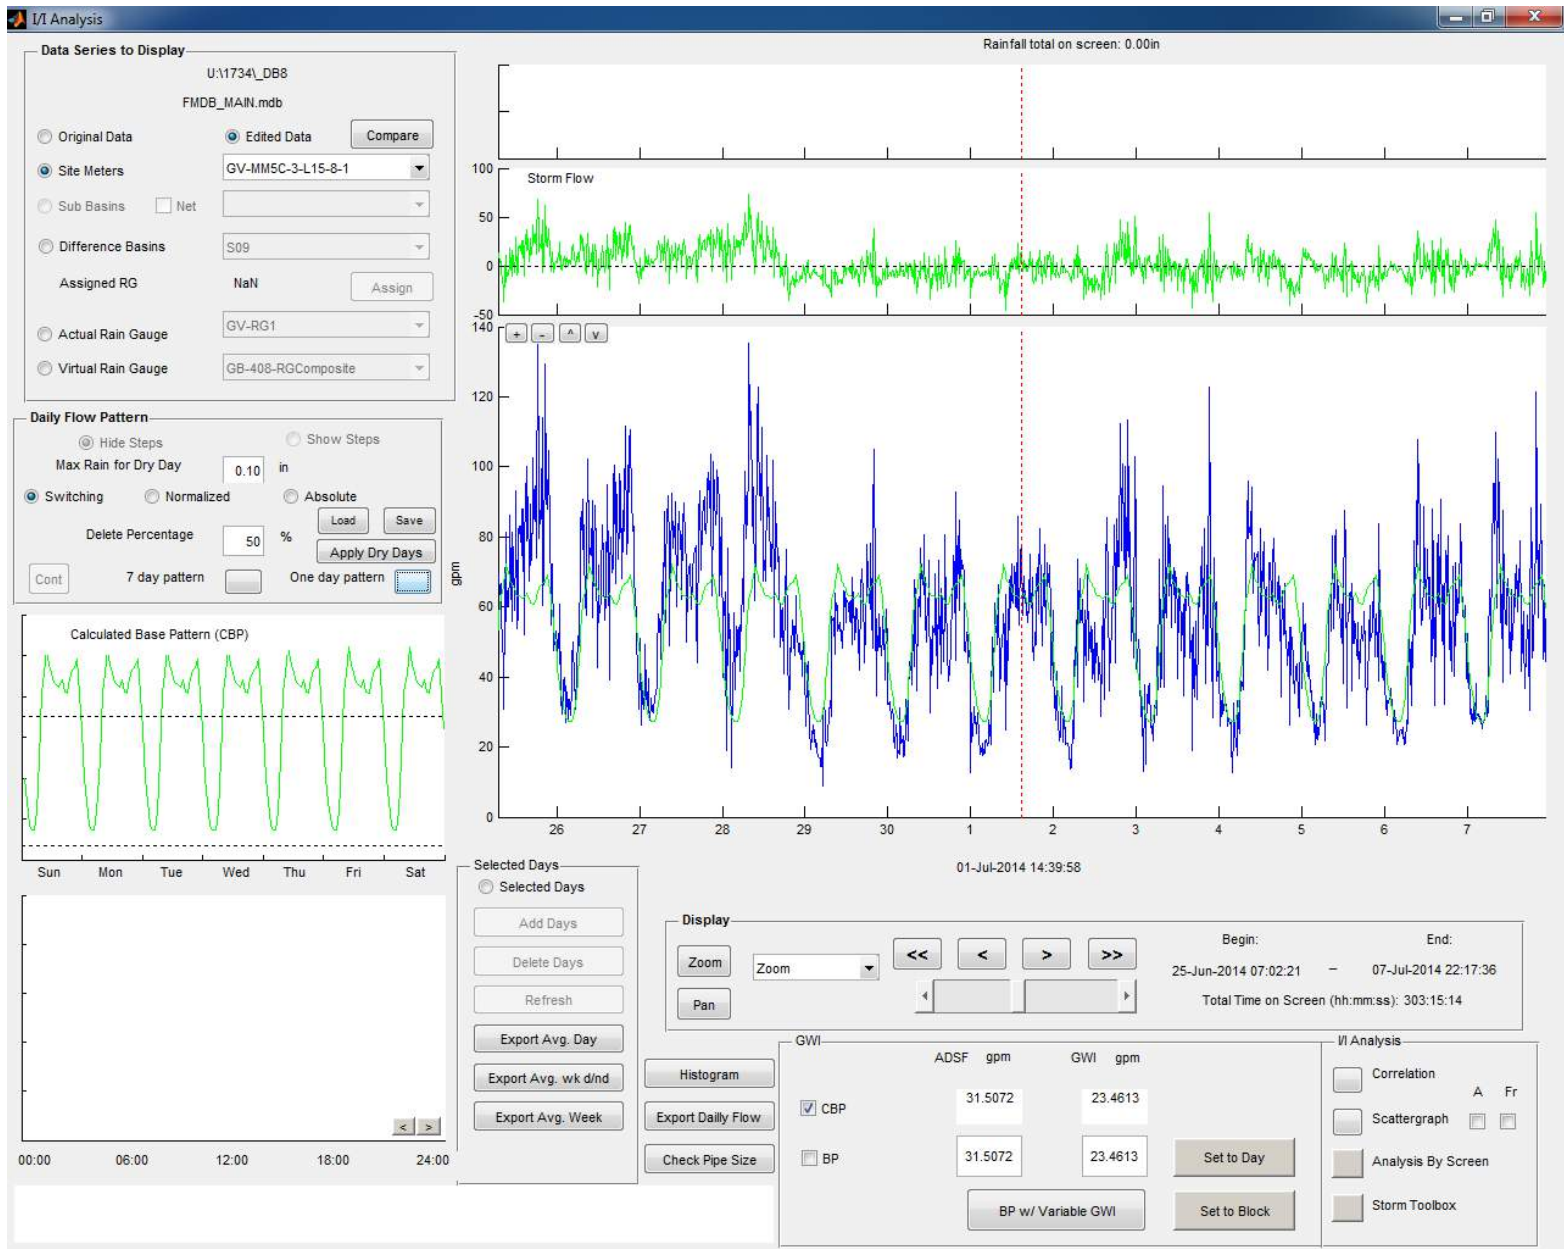 I/I Analysis
Data Series to Display
U:\1734\_DB8
FMDB_MAIN.mdb
Original Data
Edited Data
Compare
Site Meters
GV-MM5C-3-L15-8-1
Sub Basins
Net
Difference Basins
S09
Assigned RG
NaN
Assign
Actual Rain Gauge
GV-RG1
Virtual Rain Gauge
GB-408-RGComposite
Daily Flow Pattern
Hide Steps
Show Steps
Max Rain for Dry Day
0.10
in
Switching
Normalized
Absolute
Load
Save
Delete Percentage
50
%
Apply Dry Days
Cont
7 day pattern
One day pattern
Calculated Base Pattern (CBP)
Sun Mon Tue Wed Thu Fri Sat
< >
00:00 06:00 12:00 18:00 24:00
Rainfall total on screen: 0.00in
Storm Flow
100
50
0
-50
+ - ^ v
140
120
100
80
60
40
20
0
gpm
26 27 28 29 30 1 2 3 4 5 6 7
01-Jul-2014 14:39:58
Selected Days
Selected Days
Add Days
Delete Days
Refresh
Export Avg. Day
Export Avg. wk d/nd
Export Avg. Week
Histogram
Export Dailly Flow
Check Pipe Size
Display
Zoom
Pan
Zoom
<< < > >>
Begin:
End:
25-Jun-2014 07:02:21 – 07-Jul-2014 22:17:36
Total Time on Screen (hh:mm:ss): 303:15:14
GWI
ADSF gpm
GWI gpm
CBP
31.5072
23.4613
BP
31.5072
23.4613
Set to Day
BP w/ Variable GWI
Set to Block
I/I Analysis
Correlation
A Fr
Scattergraph
Analysis By Screen
Storm Toolbox